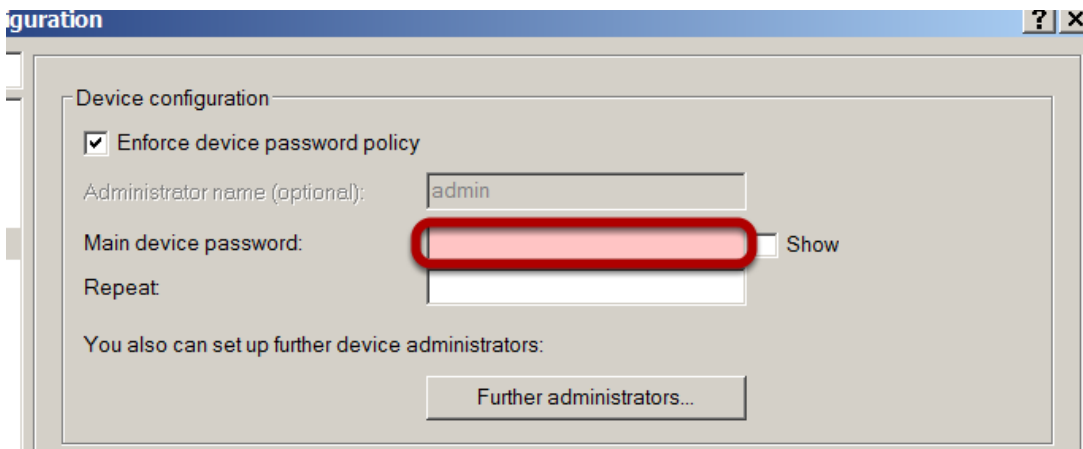 iguration
Device configuration
Enforce device password policy
Administrator name (optional):
admin
Main device password:
Show
Repeat:
You also can set up further device administrators:
Further administrators...